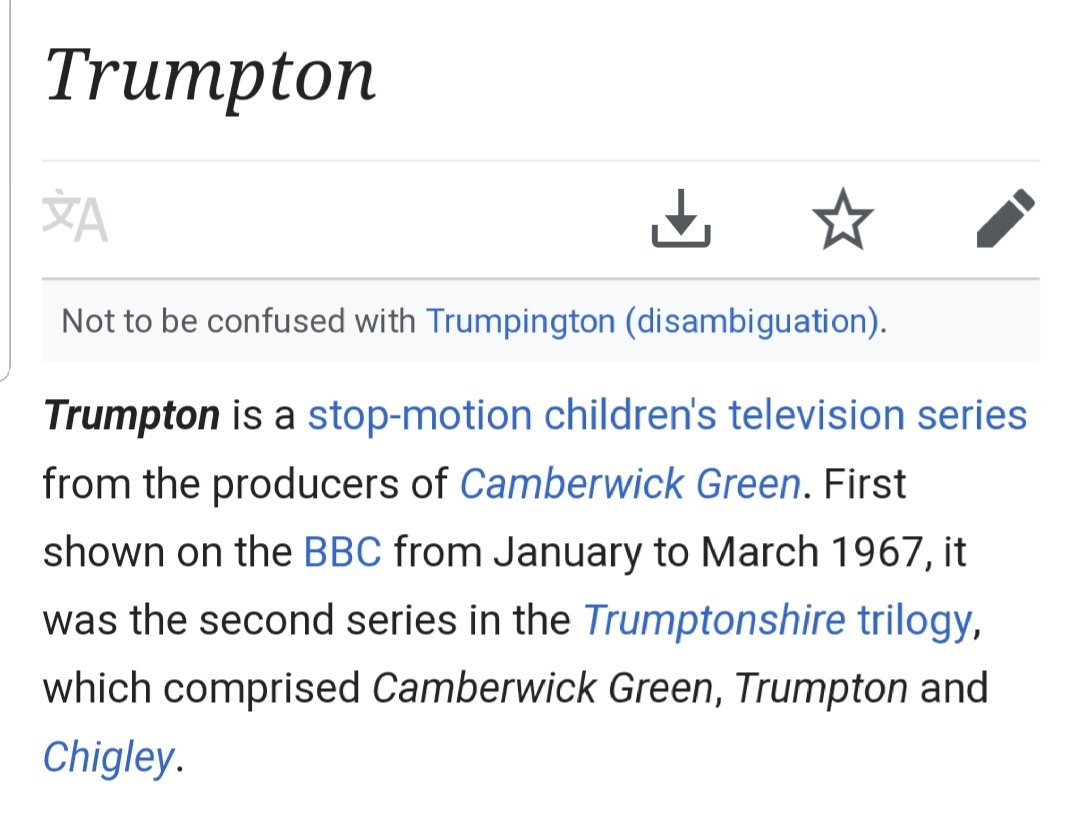 Trumpton
文A
Not to be confused with Trumpington (disambiguation).
Trumpton is a stop-motion children's television series
from the producers of Camberwick Green. First
shown on the BBC from January to March 1967, it
was the second series in the Trumptonshire trilogy,
which comprised Camberwick Green, Trumpton and
Chigley.